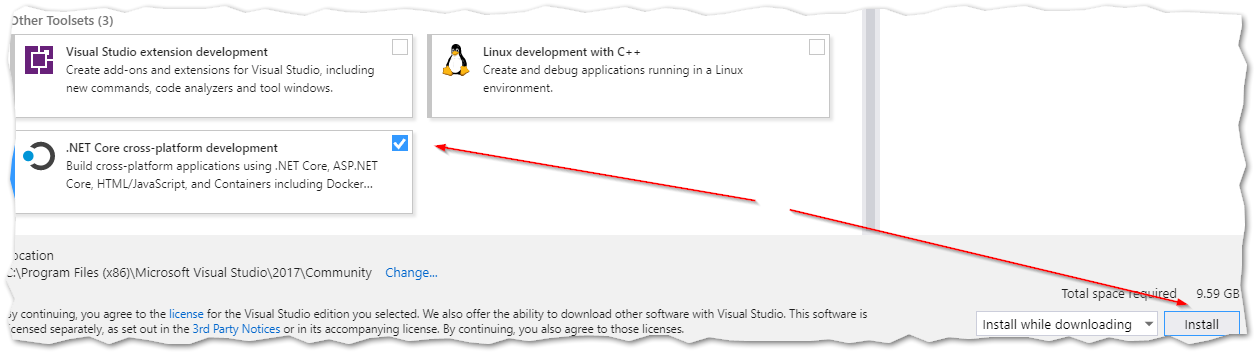 Other Toolsets (3)
Visual Studio extension development
Create add-ons and extensions for Visual Studio, including
new commands, code analyzers and tool windows.
Linux development with C++
Create and debug applications running in a Linux
environment.
.NET Core cross-platform development
Build cross-platform applications using .NET Core, ASP.NET
Core, HTML/JavaScript, and Containers including Docker...
ocation
C:\Program Files (x86)\Microsoft Visual Studio\2017\Community Change...
Total space required 9.59 GB
y continuing, you agree to the license for the Visual Studio edition you selected. We also offer the ability to download other software with Visual Studio. This software is
icensed separately, as set out in the 3rd Party Notices or in its accompanying license. By continuing, you also agree to those licenses.
Install while downloading Install